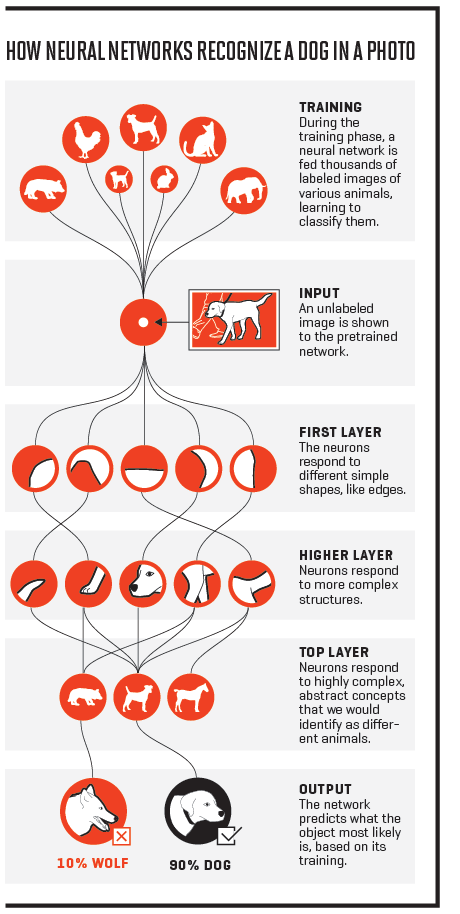 HOW NEURAL NETWORKS RECOGNIZE A DOG IN A PHOTO
TRAINING
During the
training phase, a
neural network is
fed thousands of
labeled images of
various animals,
learning to
classify them.
INPUT
An unlabeled
image is shown
to the pretrained
network.
FIRST LAYER
The neurons
respond to
different simple
shapes, like edges.
HIGHER LAYER
Neurons respond
to more complex
structures.
TOP LAYER
Neurons respond
to highly complex,
abstract concepts
that we would
identify as differ-
ent animals.
OUTPUT
The network
predicts what the
object most likely
is, based on its
training.
10% WOLF
90% DOG